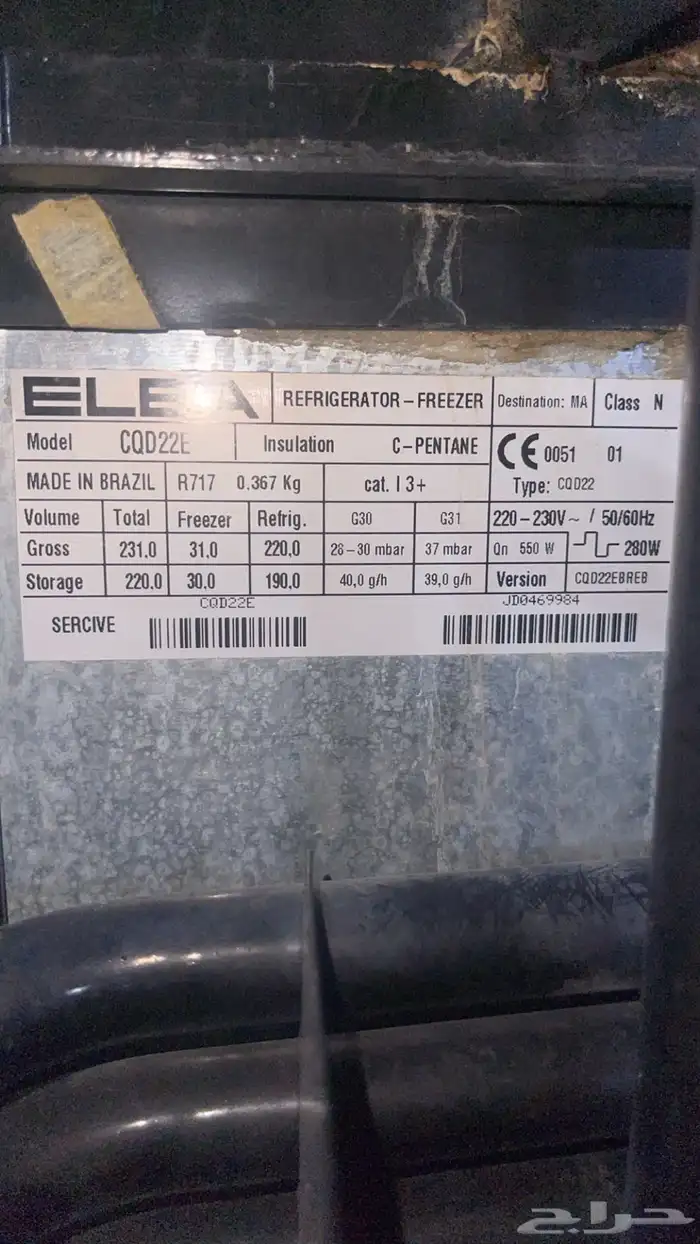 REFRIGERATOR – FREEZER Destination: MA Class N
Model CQD22E Insulation C-PENTANE CE 0051 01
MADE IN BRAZIL R717 0.367 Kg cat. I 3+ Type: CQD22
Volume Total Freezer Refrig. G30 G31 220–230V~ / 50/60Hz
Gross 231,0 31,0 220,0 28–30 mbar 37 mbar Qn 550 W 280W
Storage 220,0 30,0 190,0 40,0 g/h 39,0 g/h Version CQD22EBREB
CQD22E JD0469984
SERCIVE
حراج